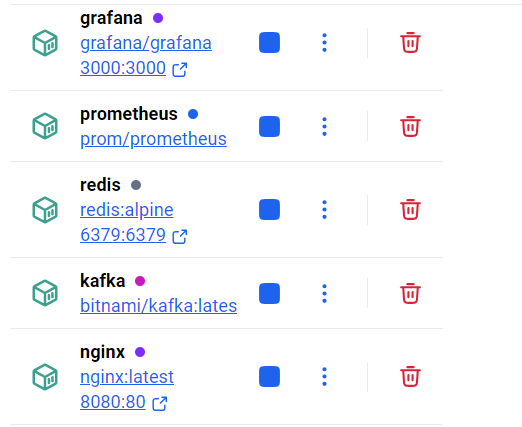 grafana
grafana/grafana
3000:3000
prometheus
prom/prometheus
redis
redis:alpine
6379:6379
kafka
bitnami/kafka:lates
nginx
nginx:latest
8080:80